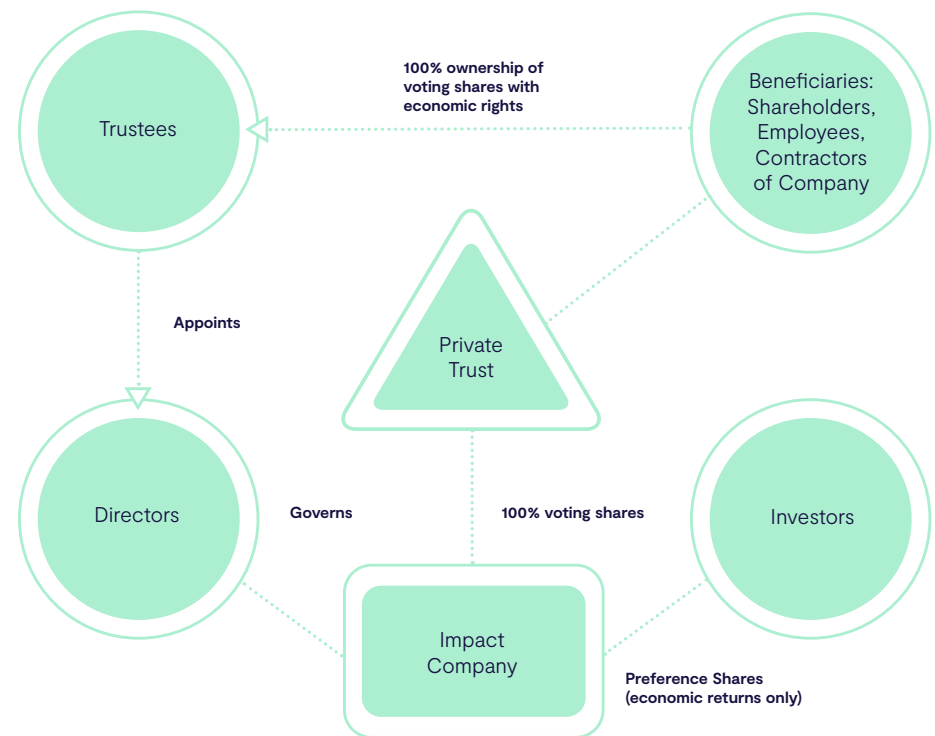 Trustees
100% ownership of
voting shares with
economic rights
Beneficiaries:
Shareholders,
Employees,
Contractors
of Company
Appoints
Private
Trust
Directors
Governs
100% voting shares
Investors
Impact
Company
Preference Shares
(economic returns only)